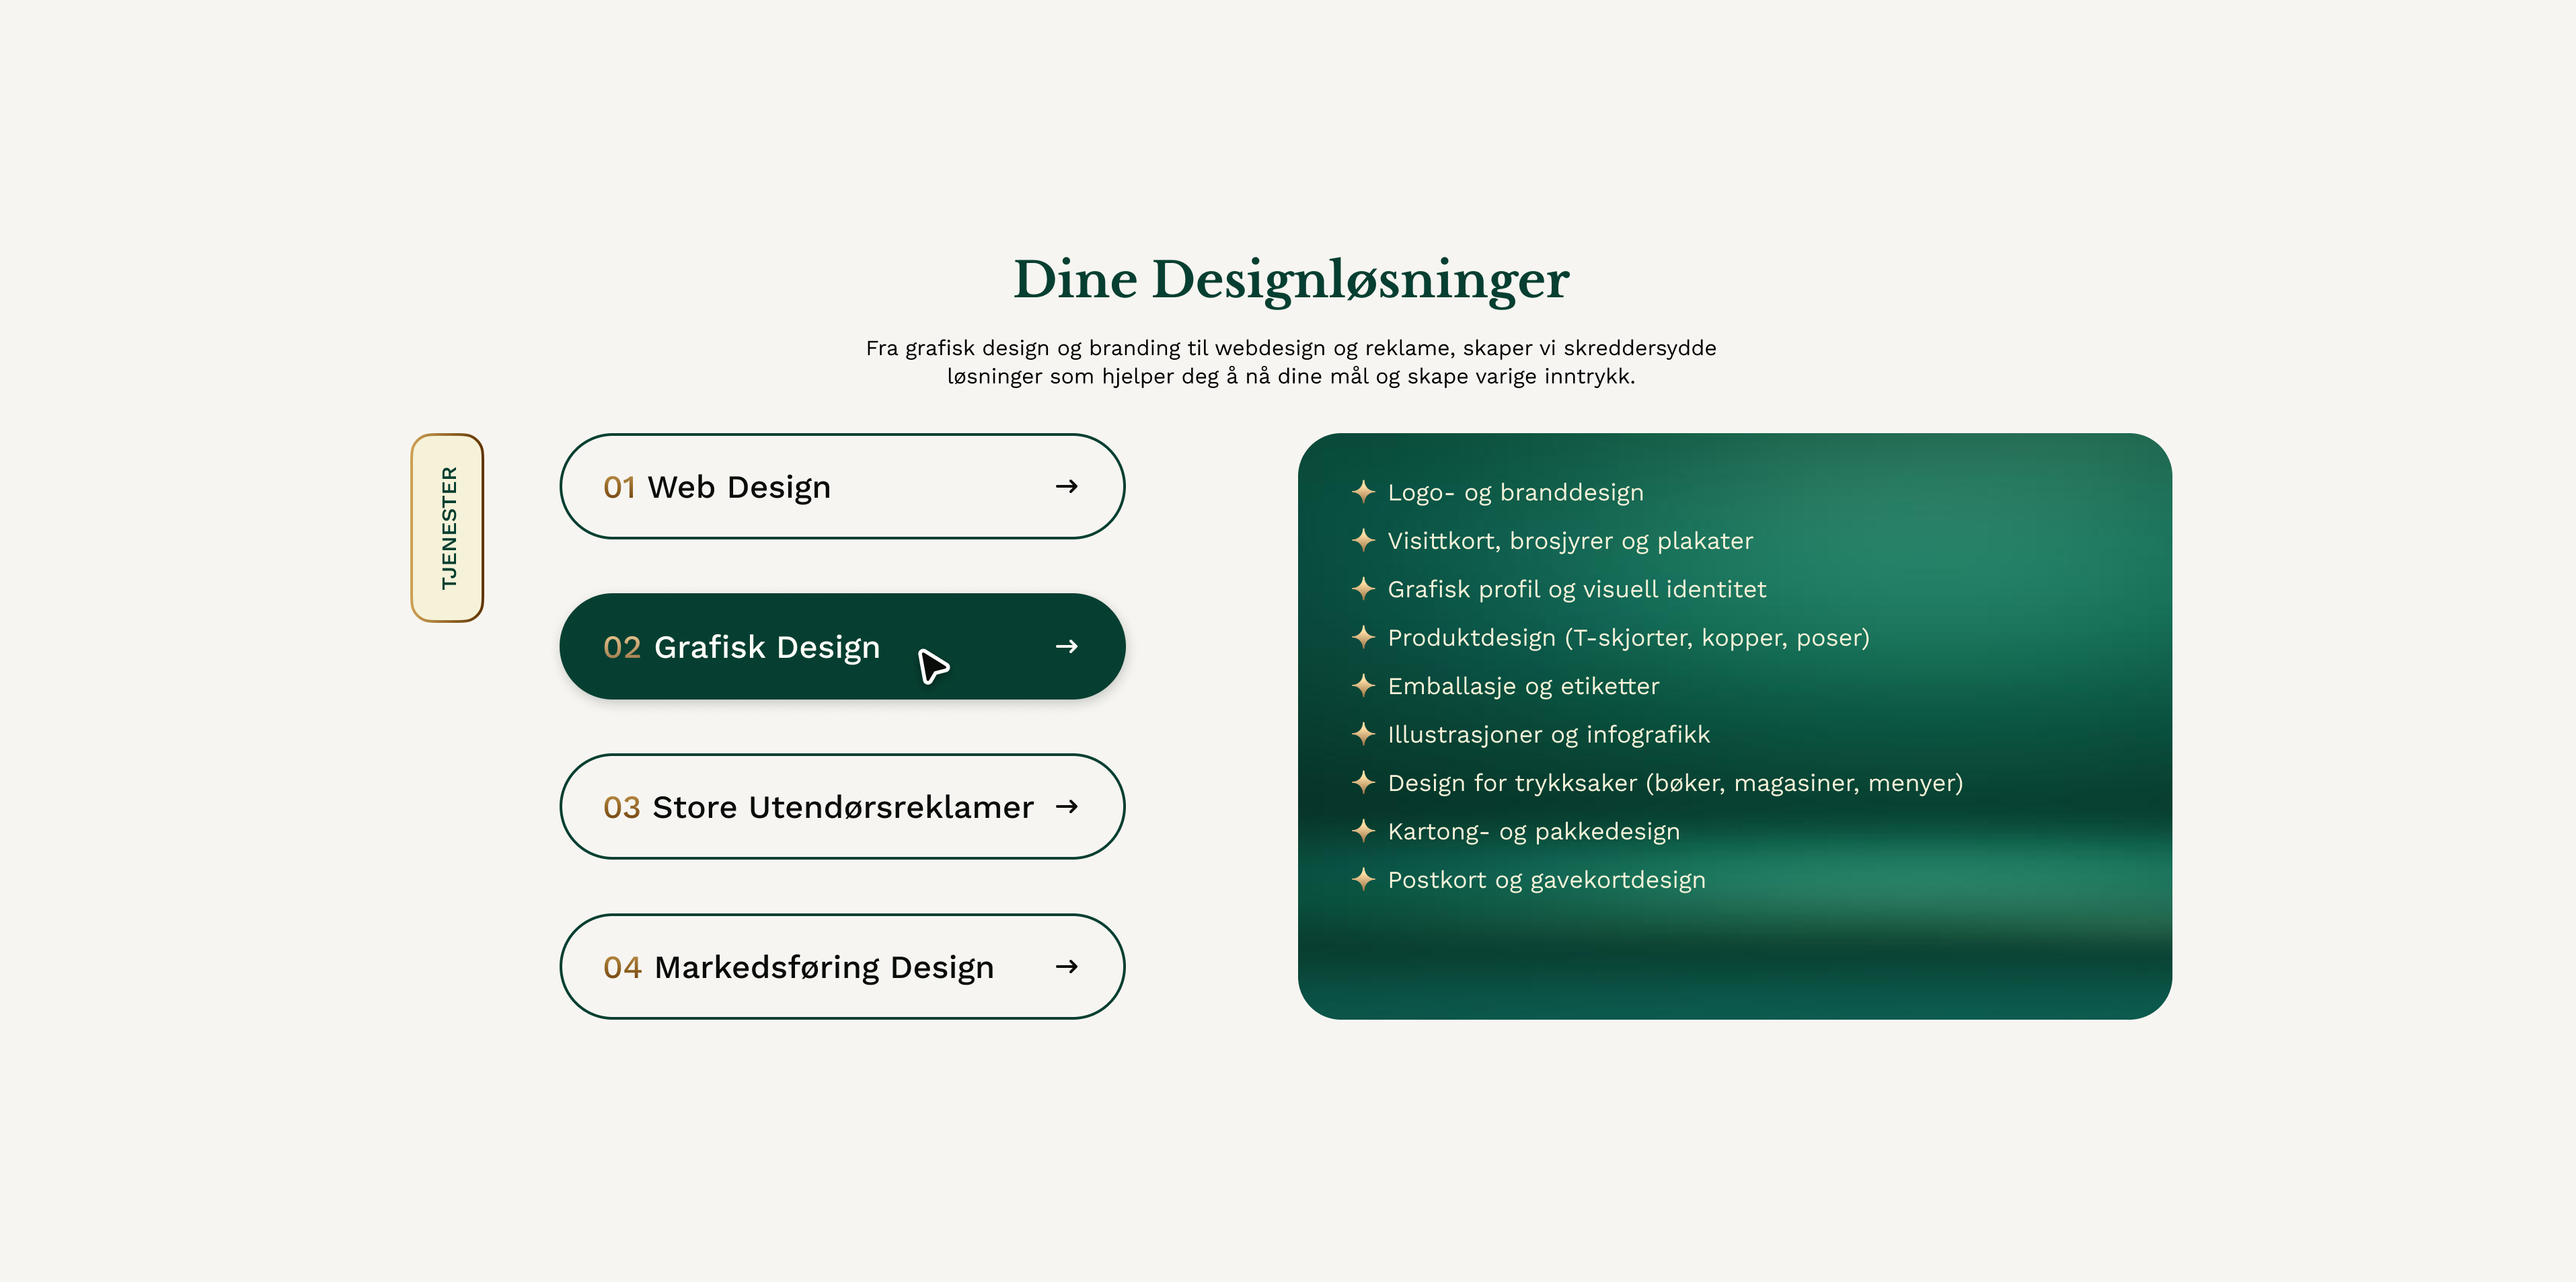 Dine Designløsninger
Fra grafisk design og branding til webdesign og reklame, skaper vi skreddersydde
løsninger som hjelper deg å nå dine mål og skape varige inntrykk.
TJENESTER
01 Web Design →
02 Grafisk Design →
03 Store Utendørsreklamer →
04 Markedsføring Design →
Logo- og branddesign
Visittkort, brosjyrer og plakater
Grafisk profil og visuell identitet
Produktdesign (T-skjorter, kopper, poser)
Emballasje og etiketter
Illustrasjoner og infografikk
Design for trykksaker (bøker, magasiner, menyer)
Kartong- og pakkedesign
Postkort og gavekortdesign